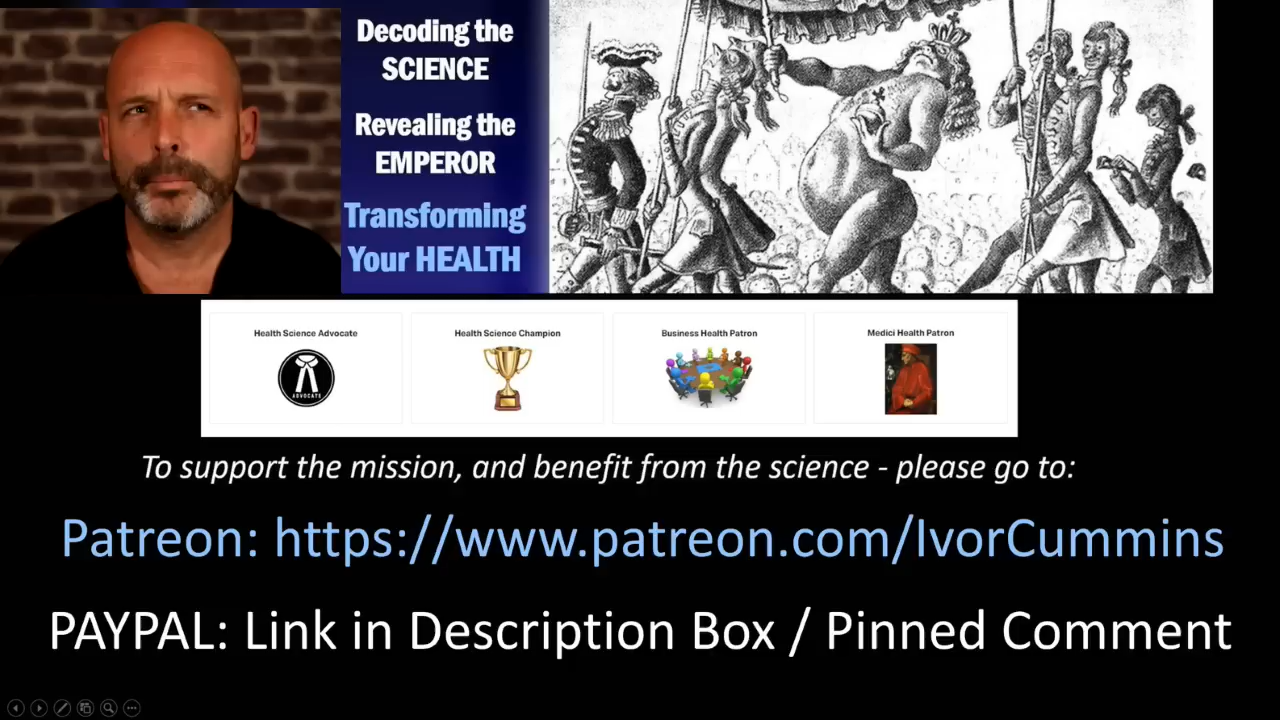 Decoding the
SCIENCE
Revealing the
EMPEROR
Transforming
Your HEALTH
Health Science Advocate
Health Science Champion
Business Health Patron
Medici Health Patron
ADVOCATE
To support the mission, and benefit from the science - please go to:
Patreon: https://www.patreon.com/IvorCummins
PAYPAL: Link in Description Box / Pinned Comment